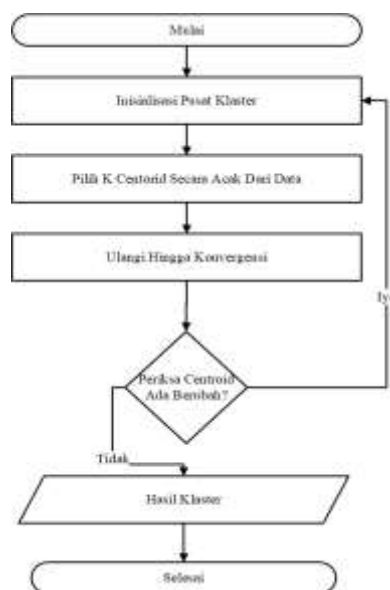 Mulai
Inisialisasi Pusat Klaster
Pilih K Centorid Secara Acak Dari Data
Ulangi Hingga Konvergensi
Iya
Periksa Centroid
Ada Berubah?
Tidak
Hasil Klaster
Selesai